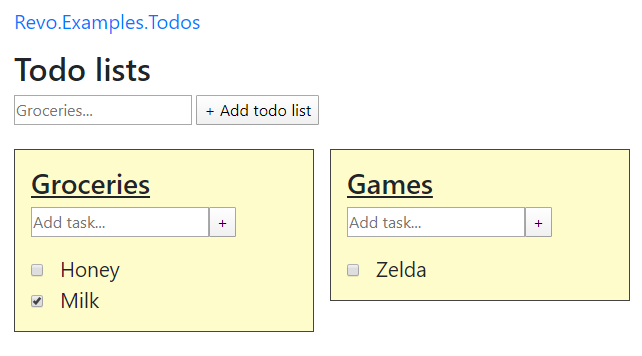 Revo.Examples.Todos
Todo lists
Groceries...
+ Add todo list
Groceries
Add task...
+
Honey
Milk
Games
Add task...
+
Zelda